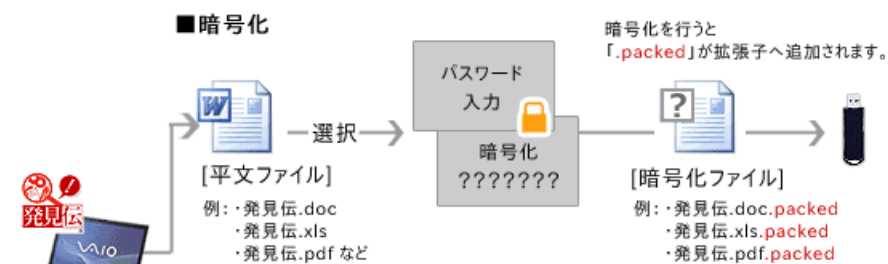 ■暗号化
暗号化を行うと
「.packed」が拡張子へ追加されます。
パスワード
入力
W
?
選択
暗号化
???????
[平文ファイル]
[暗号化ファイル]
例：・発見伝.doc
・発見伝.xls
・発見伝.pdf など
例：・発見伝.doc.packed
・発見伝.xls.packed
・発見伝.pdf.packed
!
発見伝
VAIO